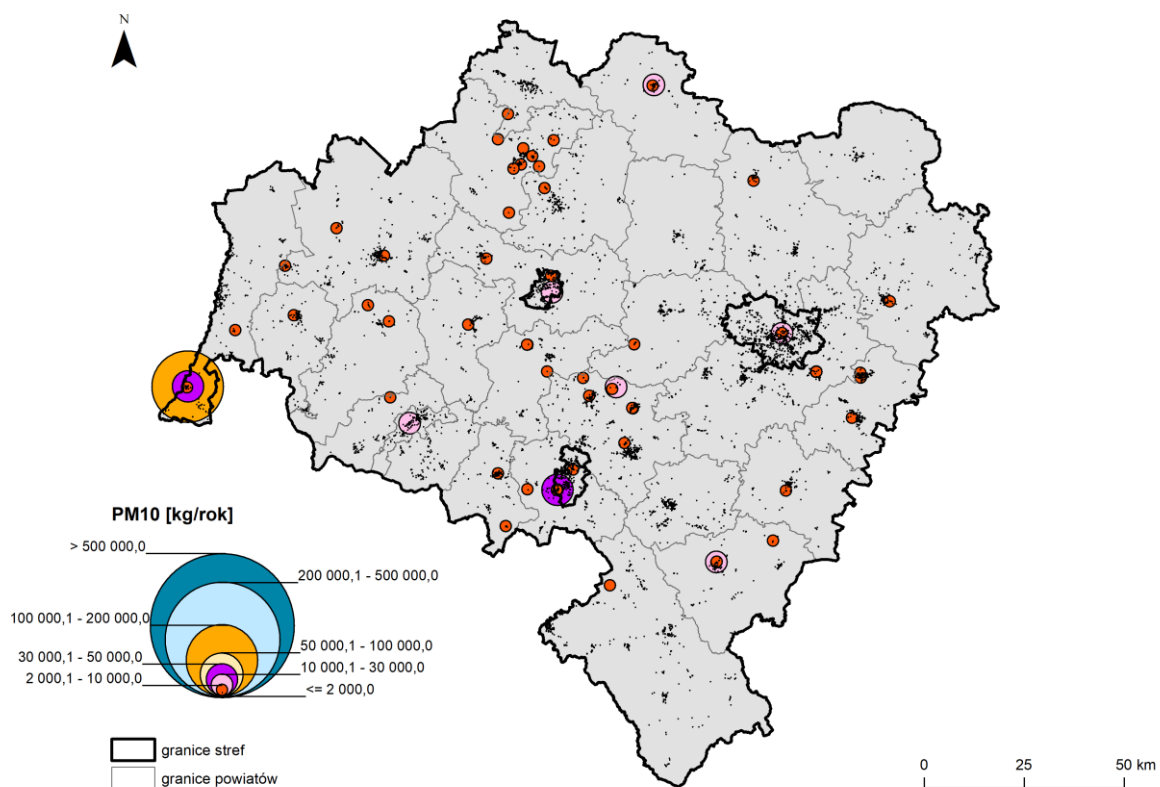 N
PM10 [kg/rok]
> 500 000,0
200 000,1 - 500 000,0
100 000,1 - 200 000,0
50 000,1 - 100 000,0
30 000,1 - 50 000,0
10 000,1 - 30 000,0
2 000,1 - 10 000,0
<= 2 000,0
granice stref
granice powiatów
0 25 50 km